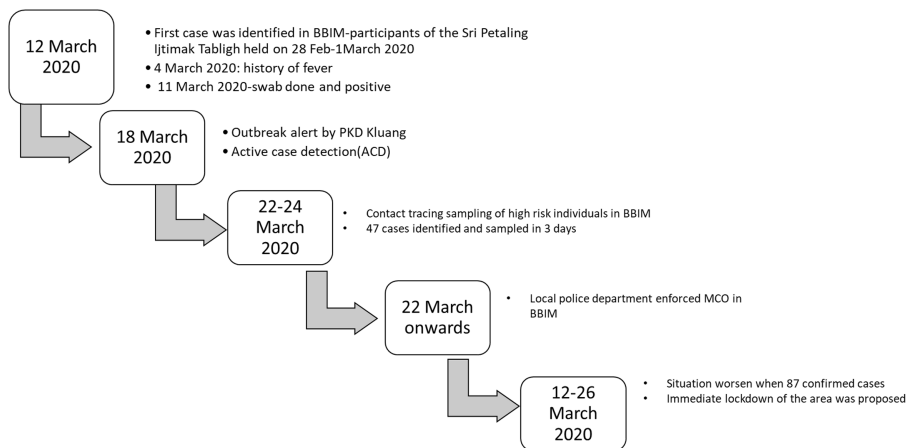 12 March
2020
• First case was identified in BBIM-participants of the Sri Petaling
Ijtimak Tabligh held on 28 Feb-1March 2020
• 4 March 2020: history of fever
• 11 March 2020-swab done and positive
18 March
2020
• Outbreak alert by PKD Kluang
• Active case detection(ACD)
22-24
March
2020
• Contact tracing sampling of high risk individuals in BBIM
• 47 cases identified and sampled in 3 days
22 March
onwards
• Local police department enforced MCO in
BBIM
12-26
March
2020
• Situation worsen when 87 confirmed cases
• Immediate lockdown of the area was proposed